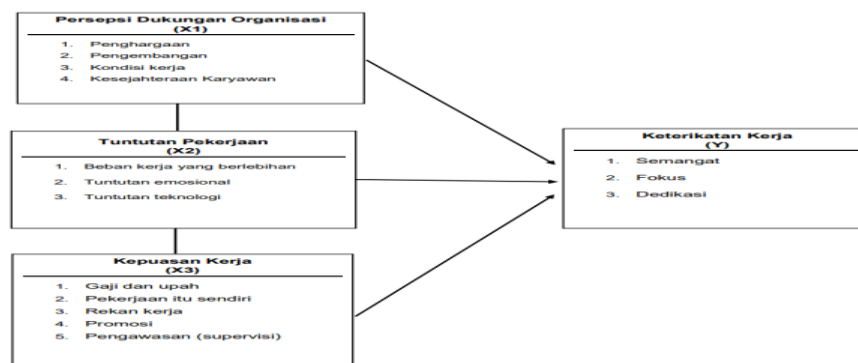 Persepsi Dukungan Organisasi
(X1)
1. Penghargaan
2. Pengembangan
3. Kondisi kerja
4. Kesejahteraan Karyawan
Tuntutan Pekerjaan
(X2)
1. Beban kerja yang berlebihan
2. Tuntutan emosional
3. Tuntutan teknologi
Kepuasan Kerja
(X3)
1. Gaji dan upah
2. Pekerjaan itu sendiri
3. Rekan kerja
4. Promosi
5. Pengawasan (supervisi)
Keterikatan Kerja
(Y)
1. Semangat
2. Fokus
3. Dedikasi